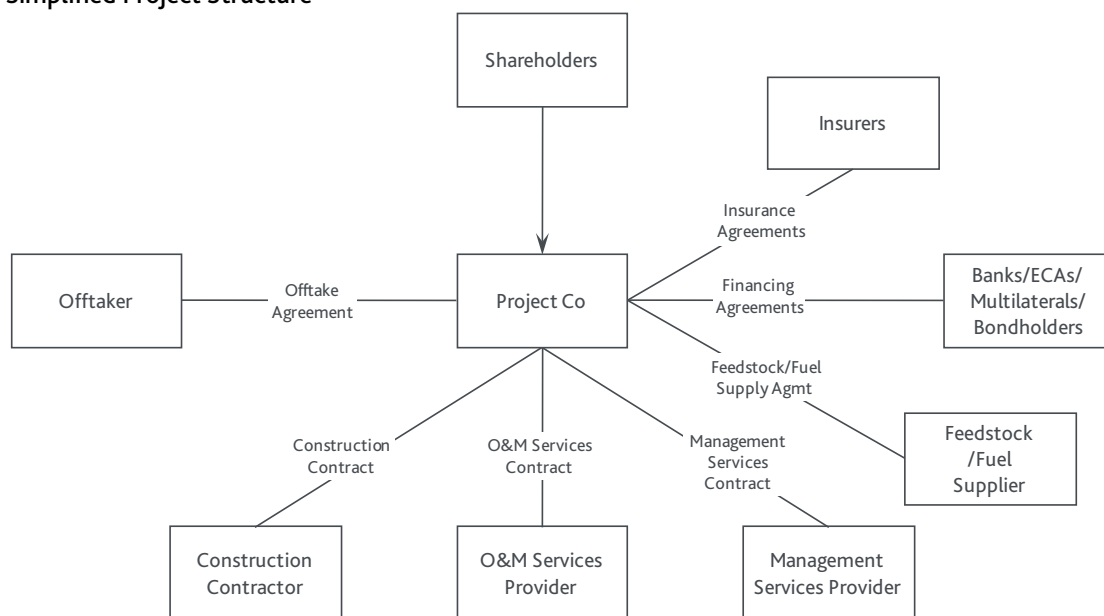 Simplified Project Structure
Shareholders
Insurers
Insurance
Agreements
Offtaker
Offtake
Agreement
Project Co
Financing
Agreements
Banks/ECAs/
Multilaterals/
Bondholders
Feedstock/Fuel
Supply Agmt
Feedstock
/Fuel
Supplier
Construction
Contract
O&M Services
Contract
Management
Services
Contract
Construction
Contractor
O&M Services
Provider
Management
Services Provider